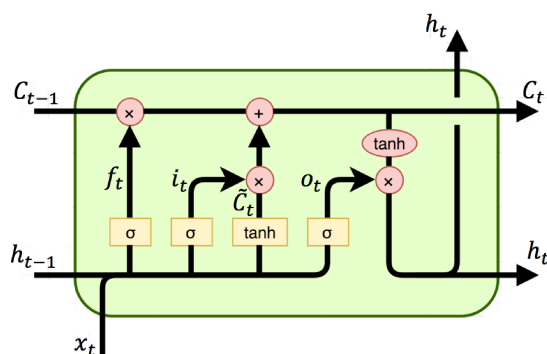 h_t
C_{t-1} × + C_t
tanh
f_t i_t × o_t ×
C̃_t
σ σ tanh σ
h_{t-1} h_t
x_t